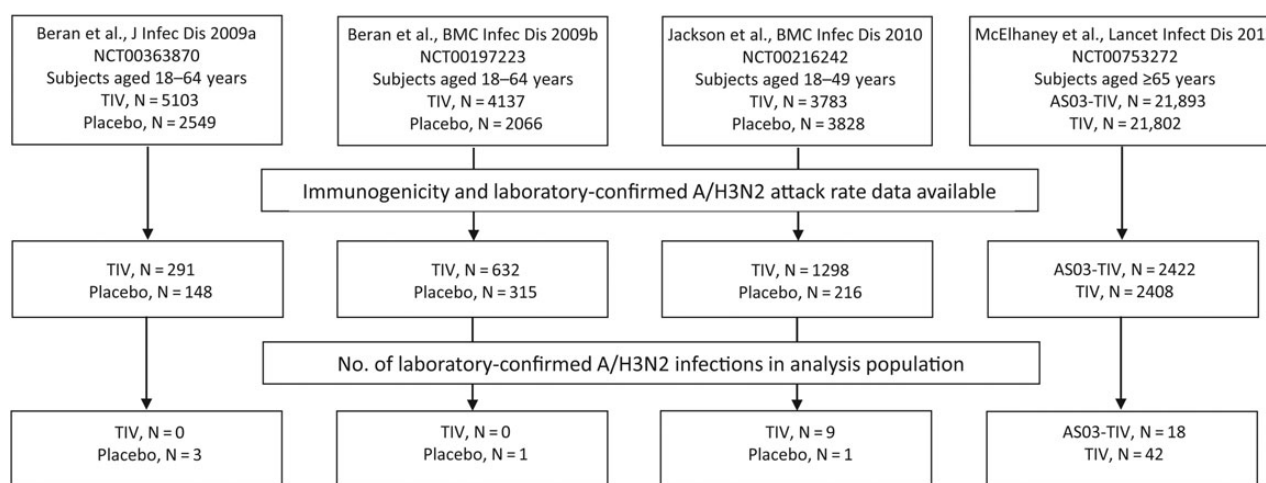 Beran et al., J Infec Dis 2009a
NCT00363870
Subjects aged 18–64 years
TIV, N = 5103
Placebo, N = 2549
Beran et al., BMC Infec Dis 2009b
NCT00197223
Subjects aged 18–64 years
TIV, N = 4137
Placebo, N = 2066
Jackson et al., BMC Infec Dis 2010
NCT00216242
Subjects aged 18–49 years
TIV, N = 3783
Placebo, N = 3828
McElhaney et al., Lancet Infect Dis 201
NCT00753272
Subjects aged ≥65 years
AS03-TIV, N = 21,893
TIV, N = 21,802
Immunogenicity and laboratory-confirmed A/H3N2 attack rate data available
TIV, N = 291
Placebo, N = 148
TIV, N = 632
Placebo, N = 315
TIV, N = 1298
Placebo, N = 216
AS03-TIV, N = 2422
TIV, N = 2408
No. of laboratory-confirmed A/H3N2 infections in analysis population
TIV, N = 0
Placebo, N = 3
TIV, N = 0
Placebo, N = 1
TIV, N = 9
Placebo, N = 1
AS03-TIV, N = 18
TIV, N = 42